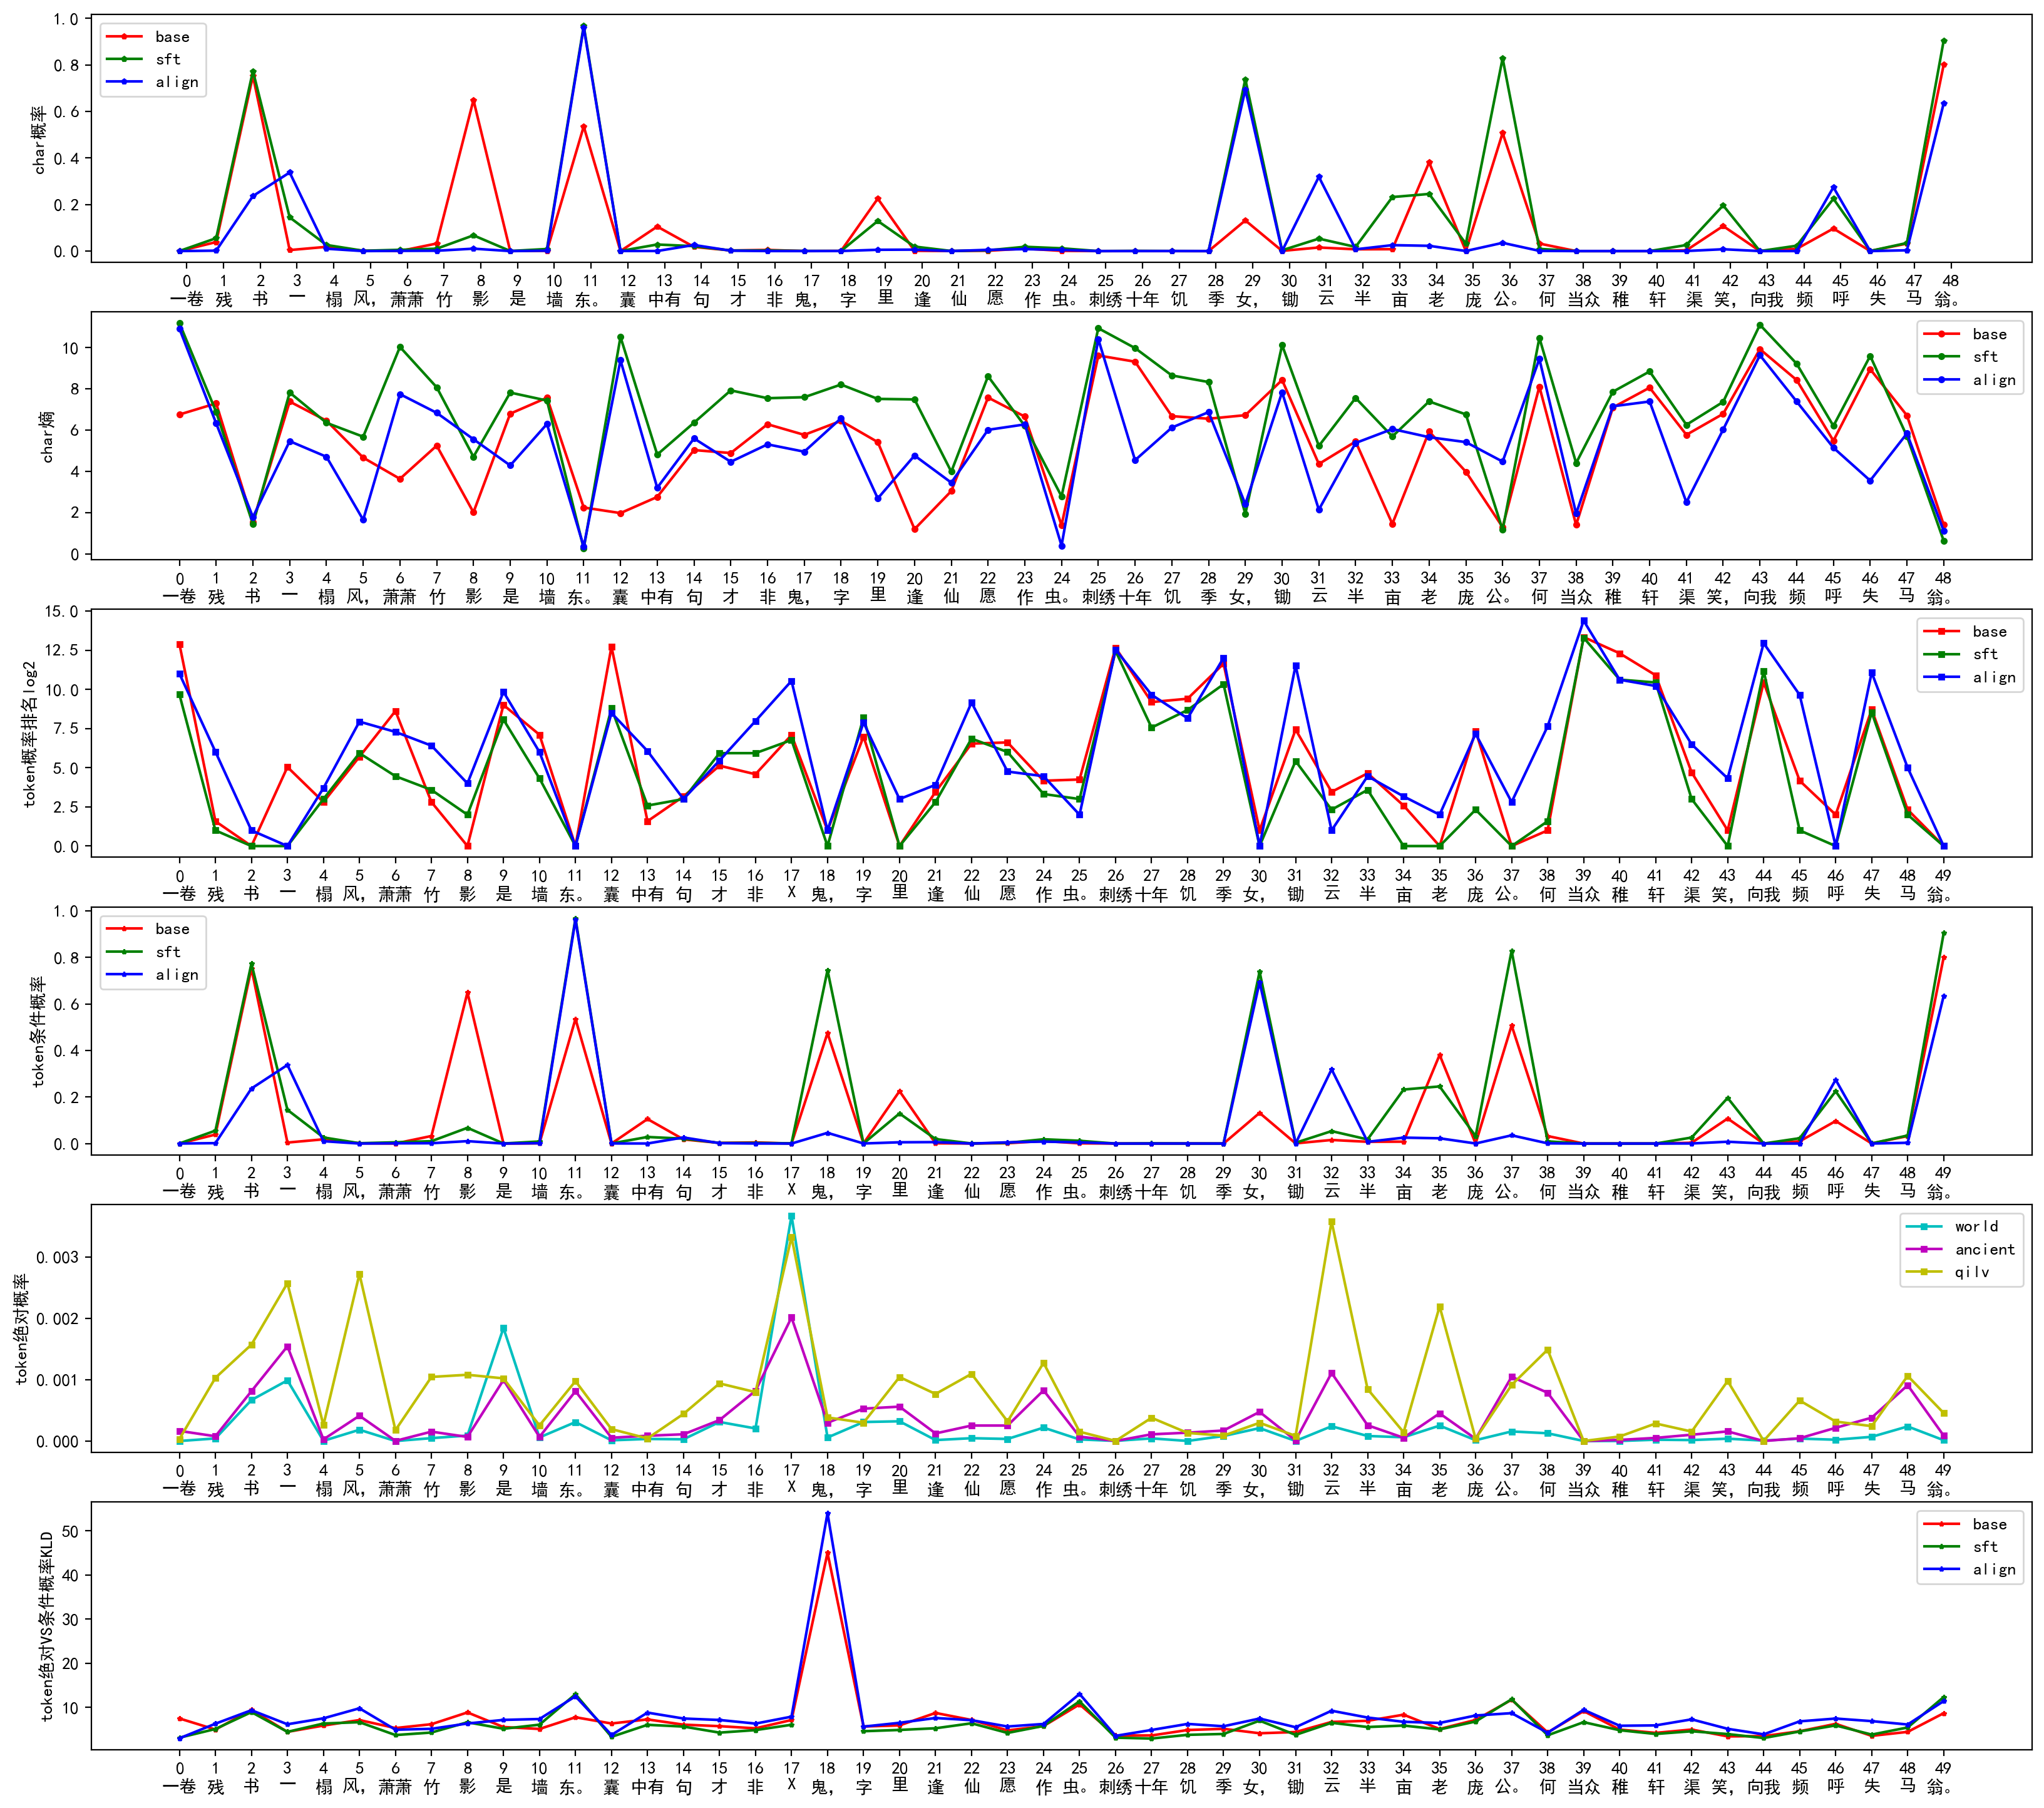 char概率
1.0
0.8
0.6
0.4
0.2
0.0
base
sft
align
0 1 2 3 4 5 6 7 8 9 10 11 12 13 14 15 16 17 18 19 20 21 22 23 24 25 26 27 28 29 30 31 32 33 34 35 36 37 38 39 40 41 42 43 44 45 46 47 48
一卷 残 书 一 榻 风， 萧萧 竹 影 是 墙 东。 囊 中有 句 才 非 鬼， 字 里 逢 仙 愿 作 虫。 刺绣 十年 饥 季 女， 锄 云 半 亩 老 庞 公。 何 当众 稚 轩 渠 笑， 向我 频 呼 失 马 翁。
char熵
10
8
6
4
2
0
base
sft
align
0 1 2 3 4 5 6 7 8 9 10 11 12 13 14 15 16 17 18 19 20 21 22 23 24 25 26 27 28 29 30 31 32 33 34 35 36 37 38 39 40 41 42 43 44 45 46 47 48
一卷 残 书 一 榻 风， 萧萧 竹 影 是 墙 东。 囊 中有 句 才 非 鬼， 字 里 逢 仙 愿 作 虫。 刺绣 十年 饥 季 女， 锄 云 半 亩 老 庞 公。 何 当众 稚 轩 渠 笑， 向我 频 呼 失 马 翁。
token概率排名log2
15.0
12.5
10.0
7.5
5.0
2.5
0.0
base
sft
align
0 1 2 3 4 5 6 7 8 9 10 11 12 13 14 15 16 17 18 19 20 21 22 23 24 25 26 27 28 29 30 31 32 33 34 35 36 37 38 39 40 41 42 43 44 45 46 47 48 49
一卷 残 书 一 榻 风， 萧萧 竹 影 是 墙 东。 囊 中有 句 才 非 X 鬼， 字 里 逢 仙 愿 作 虫。 刺绣 十年 饥 季 女， 锄 云 半 亩 老 庞 公。 何 当众 稚 轩 渠 笑， 向我 频 呼 失 马 翁。
token条件概率
1.0
0.8
0.6
0.4
0.2
0.0
base
sft
align
0 1 2 3 4 5 6 7 8 9 10 11 12 13 14 15 16 17 18 19 20 21 22 23 24 25 26 27 28 29 30 31 32 33 34 35 36 37 38 39 40 41 42 43 44 45 46 47 48 49
一卷 残 书 一 榻 风， 萧萧 竹 影 是 墙 东。 囊 中有 句 才 非 X 鬼， 字 里 逢 仙 愿 作 虫。 刺绣 十年 饥 季 女， 锄 云 半 亩 老 庞 公。 何 当众 稚 轩 渠 笑， 向我 频 呼 失 马 翁。
token绝对概率
0.003
0.002
0.001
0.000
world
ancient
qilv
0 1 2 3 4 5 6 7 8 9 10 11 12 13 14 15 16 17 18 19 20 21 22 23 24 25 26 27 28 29 30 31 32 33 34 35 36 37 38 39 40 41 42 43 44 45 46 47 48 49
一卷 残 书 一 榻 风， 萧萧 竹 影 是 墙 东。 囊 中有 句 才 非 X 鬼， 字 里 逢 仙 愿 作 虫。 刺绣 十年 饥 季 女， 锄 云 半 亩 老 庞 公。 何 当众 稚 轩 渠 笑， 向我 频 呼 失 马 翁。
token绝对VS条件概率KLD
50
40
30
20
10
base
sft
align
0 1 2 3 4 5 6 7 8 9 10 11 12 13 14 15 16 17 18 19 20 21 22 23 24 25 26 27 28 29 30 31 32 33 34 35 36 37 38 39 40 41 42 43 44 45 46 47 48 49
一卷 残 书 一 榻 风， 萧萧 竹 影 是 墙 东。 囊 中有 句 才 非 X 鬼， 字 里 逢 仙 愿 作 虫。 刺绣 十年 饥 季 女， 锄 云 半 亩 老 庞 公。 何 当众 稚 轩 渠 笑， 向我 频 呼 失 马 翁。